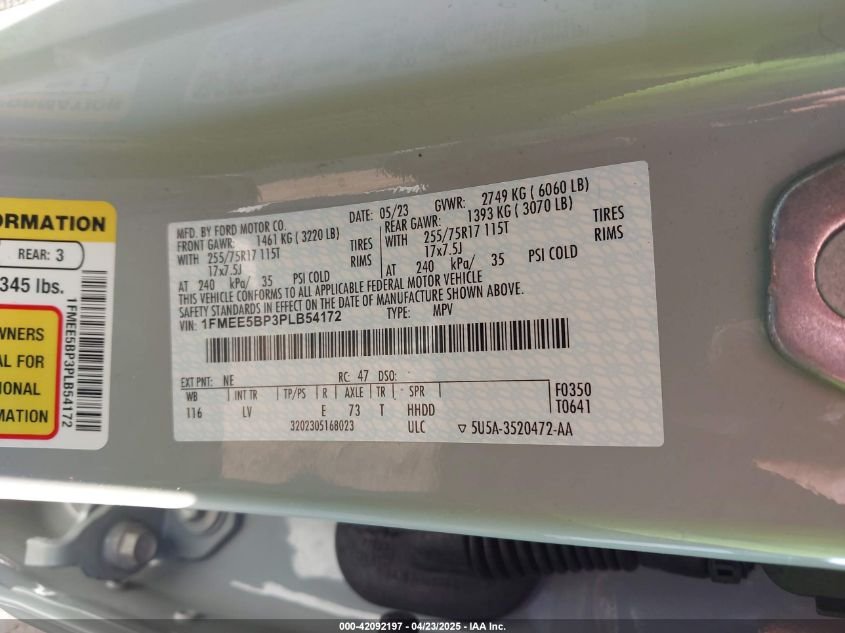 ORMATION
REAR: 3
345 lbs.
WNERS
AL FOR
IONAL
ON
1FMEE5BP3PLB54172
MFD. BY FORD MOTOR CO. DATE: 05/23 GVWR: 2749 KG ( 6060 LB)
FRONT GAWR: 1461 KG ( 3220 LB) REAR GAWR: 1393 KG ( 3070 LB)
WITH 255/75R17 115T TIRES WITH 255/75R17 115T TIRES
17x7.5J RIMS 17x7.5J RIMS
AT 240 kPa/ 35 PSI COLD AT 240 kPa/ 35 PSI COLD
THIS VEHICLE CONFORMS TO ALL APPLICABLE FEDERAL MOTOR VEHICLE
SAFETY STANDARDS IN EFFECT ON THE DATE OF MANUFACTURE SHOWN ABOVE.
VIN: 1FMEE5BP3PLB54172 TYPE: MPV
EXT PNT: NE RC: 47 DSO:
WB INT TR TP/PS R AXLE TR SPR F0350
116 LV E 73 T HHDD T0641
3202305168023 ULC ▽ 5U5A-3520472-AA
000-42092197 - 04/23/2025 - IAA Inc.